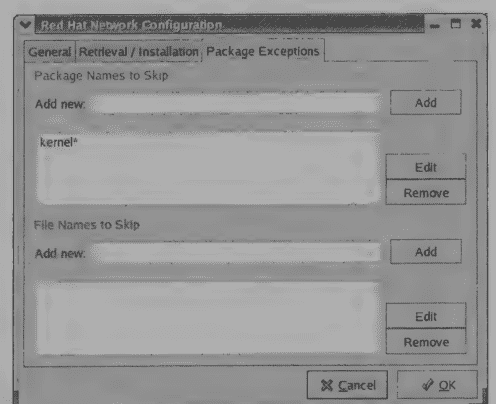 Red Hat Network Configuration
General Retrieval / Installation Package Exceptions
Package Names to Skip
Add new: Add
kernel*
Edit
Remove
File Names to Skip
Add new: Add
Edit
Remove
Cancel OK